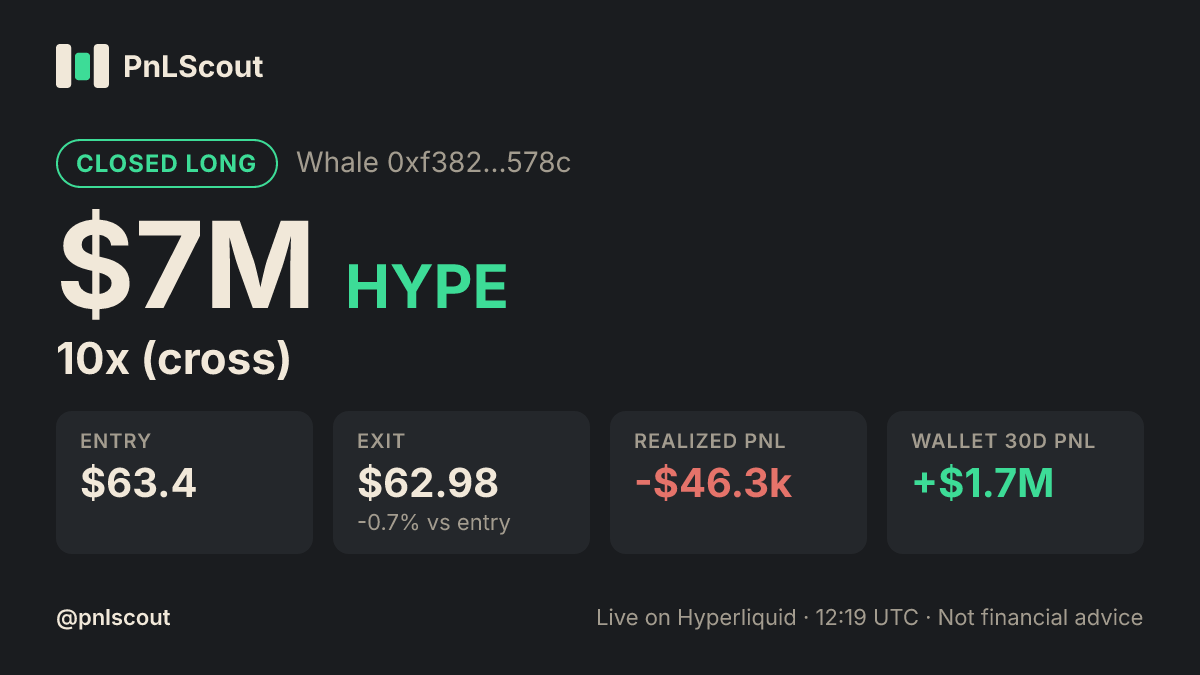 PnLScout
CLOSED LONG Whale 0xf382...578c
$7M HYPE
10x (cross)
ENTRY
$63.4
EXIT
$62.98
-0.7% vs entry
REALIZED PNL
-$46.3k
WALLET 30D PNL
+$1.7M
@pnlscout
Live on Hyperliquid · 12:19 UTC · Not financial advice